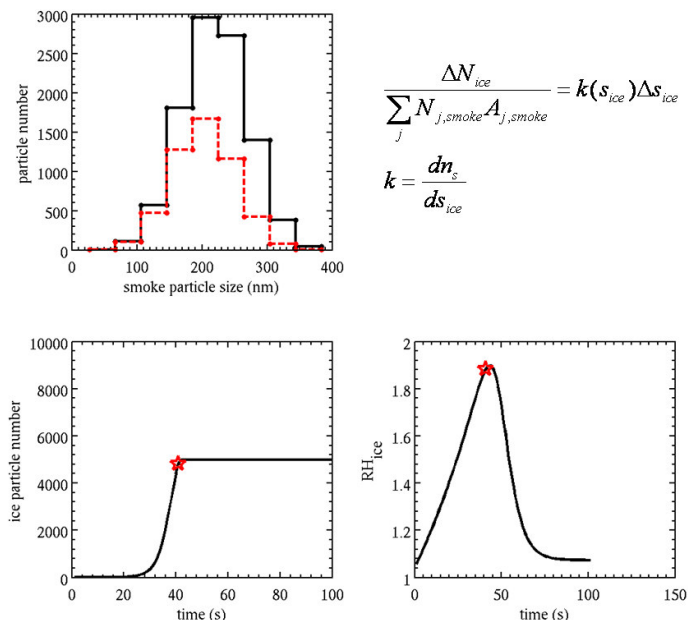 3000
2500
2000
1500
1000
500
0
particle number
0 100 200 300 400
smoke particle size (nm)
ΔN_ice / ∑_j N_j,smoke A_j,smoke = k(s_ice)Δs_ice
k = dn_s / ds_ice
10000
8000
6000
4000
2000
0
ice particle number
0 20 40 60 80 100
time (s)
2
1.8
1.6
1.4
1.2
1
RH_ice
0 50 100 150
time (s)